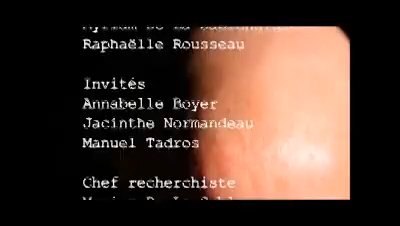 Raphaëlle Rousseau
Invités
Annabelle Boyer
Jacinthe Normandeau
Manuel Tadros
Chef recherchiste